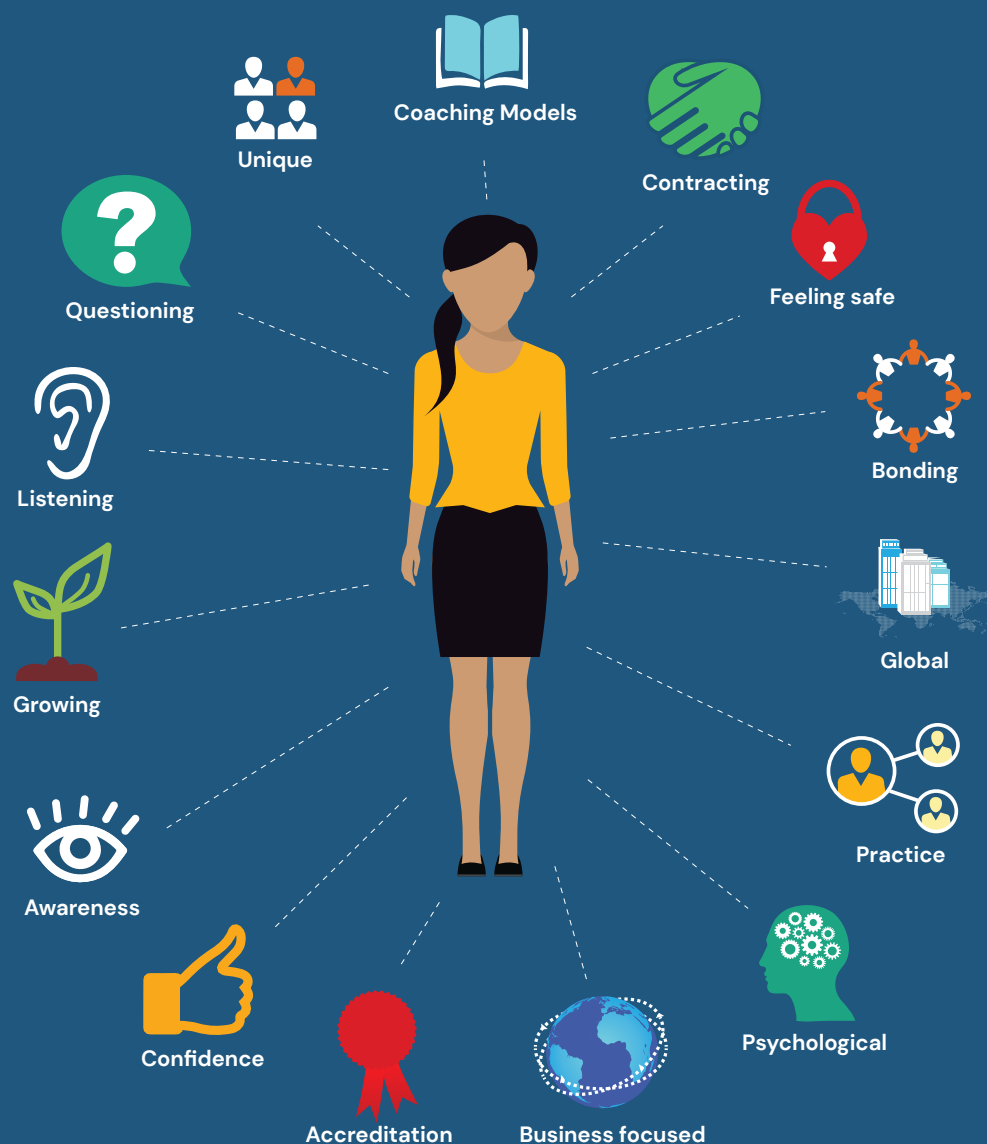 Coaching Models
Unique
Contracting
Feeling safe
Questioning
Bonding
Listening
Global
Growing
Practice
Awareness
Psychological
Confidence
Accreditation
Business focused